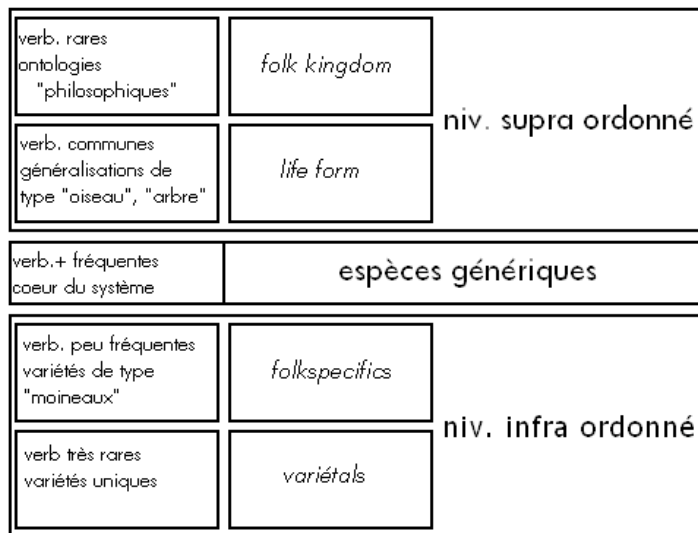 verb. rares
ontologies
"philosophiques"
folk kingdom
niv. supra ordonné
verb. communes
généralisations de
type "oiseau", "arbre"
life form
verb.+ fréquentes
coeur du système
espèces génériques
verb. peu fréquentes
variétés de type
"moineaux"
folkspecifics
niv. infra ordonné
verb très rares
variétés uniques
variétals